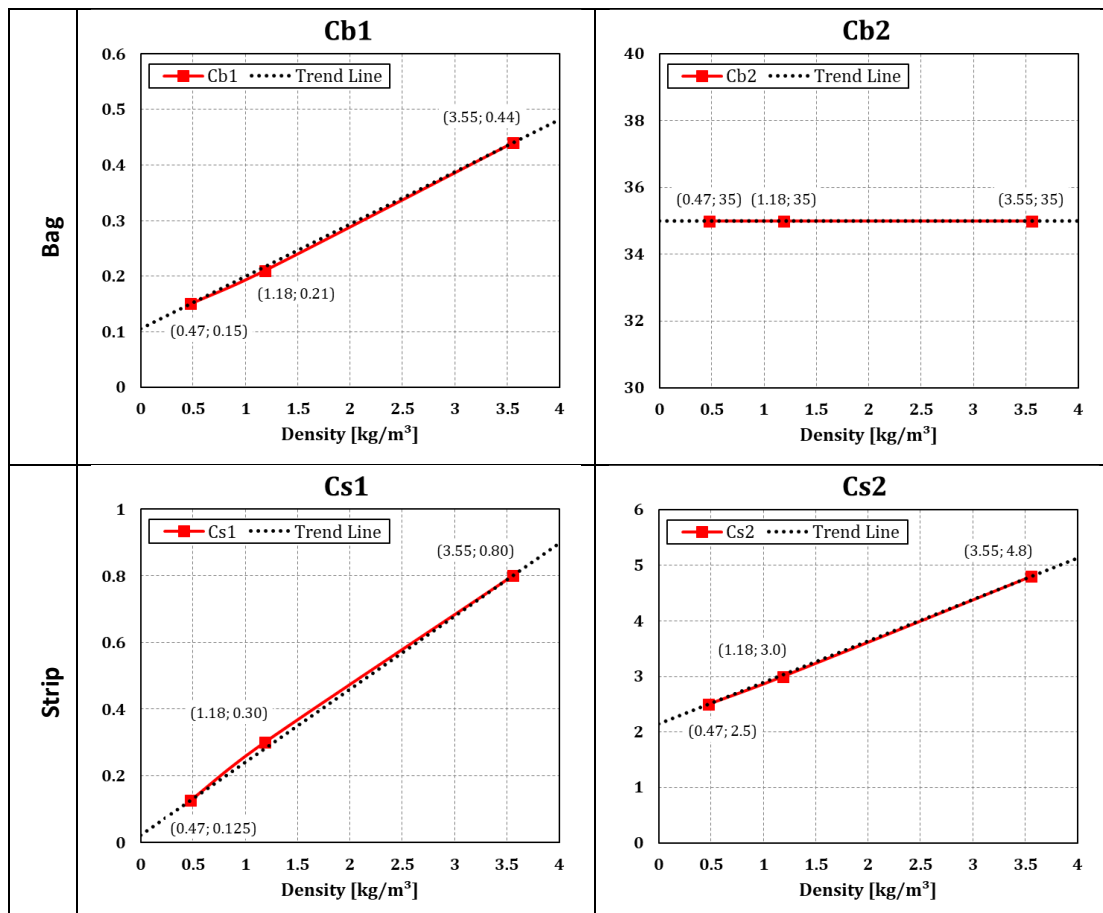 Bag
Cb1
0.6
0.5
0.4
0.3
0.2
0.1
0
Cb1 Trend Line
(3.55; 0.44)
(1.18; 0.21)
(0.47; 0.15)
0 0.5 1 1.5 2 2.5 3 3.5 4
Density [kg/m³]
Cb2
40
38
36
34
32
30
Cb2 Trend Line
(0.47; 35) (1.18; 35) (3.55; 35)
0 0.5 1 1.5 2 2.5 3 3.5 4
Density [kg/m³]
Strip
Cs1
1
0.8
0.6
0.4
0.2
0
Cs1 Trend Line
(3.55; 0.80)
(1.18; 0.30)
(0.47; 0.125)
0 0.5 1 1.5 2 2.5 3 3.5 4
Density [kg/m³]
Cs2
6
5
4
3
2
1
0
Cs2 Trend Line
(3.55; 4.8)
(1.18; 3.0)
(0.47; 2.5)
0 0.5 1 1.5 2 2.5 3 3.5 4
Density [kg/m³]